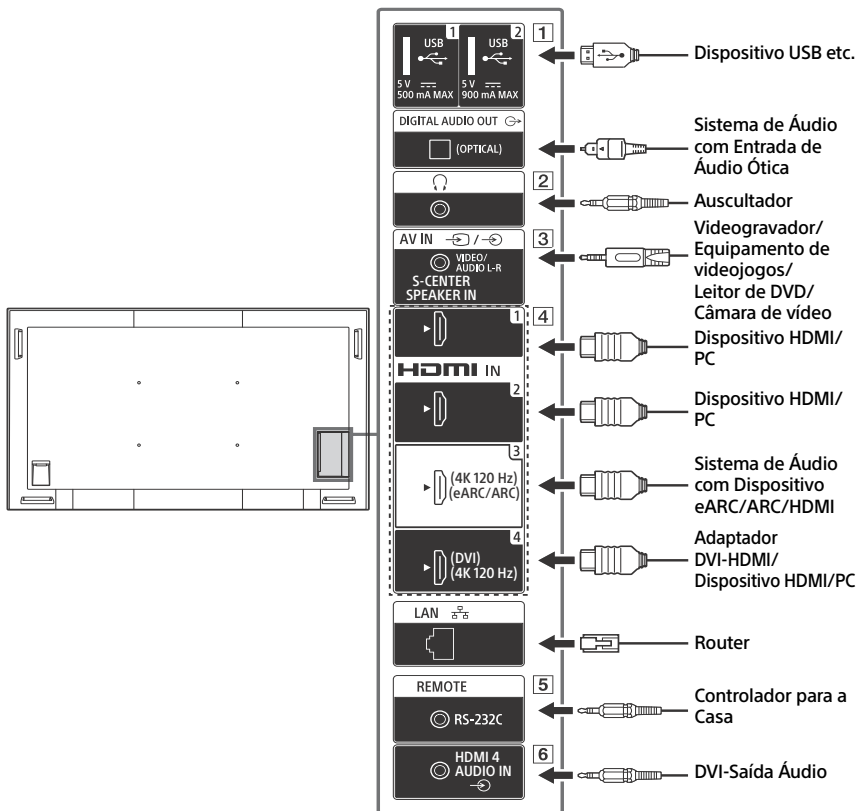 1
USB
5 V
500 mA MAX
2
USB
5 V
900 mA MAX
1
Dispositivo USB etc.
DIGITAL AUDIO OUT
(OPTICAL)
Sistema de Áudio
com Entrada de
Áudio Ótica
2
Auscultador
AV IN /
VIDEO/
AUDIO L-R
S-CENTER
SPEAKER IN
3
Videogravador/
Equipamento de
videojogos/
Leitor de DVD/
Câmara de vídeo
1
4
Dispositivo HDMI/
PC
HDMI IN
2
Dispositivo HDMI/
PC
3
(4K 120 Hz)
(eARC/ARC)
Sistema de Áudio
com Dispositivo
eARC/ARC/HDMI
4
(DVI)
(4K 120 Hz)
Adaptador
DVI-HDMI/
Dispositivo HDMI/PC
LAN
Router
REMOTE
5
RS-232C
Controlador para a
Casa
HDMI 4
AUDIO IN
6
DVI-Saída Áudio